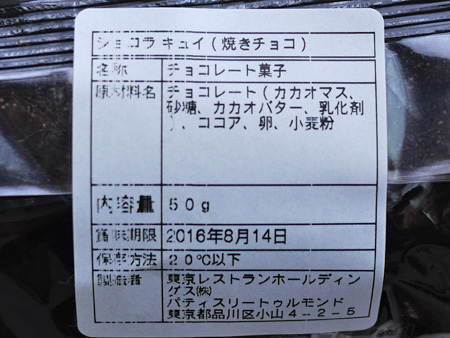 ショコラ キュイ(焼きチョコ)
名称 チョコレート菓子
原材料名 チョコレート(カカオマス、
砂糖、カカオバター、乳化剤
)、ココア、卵、小麦粉
内容量 50g
賞味期限 2016年8月14日
保存方法 20℃以下
製造者 東京レストランホールディン
グス㈱
パティスリートゥルモンド
東京都品川区小山4-2-5